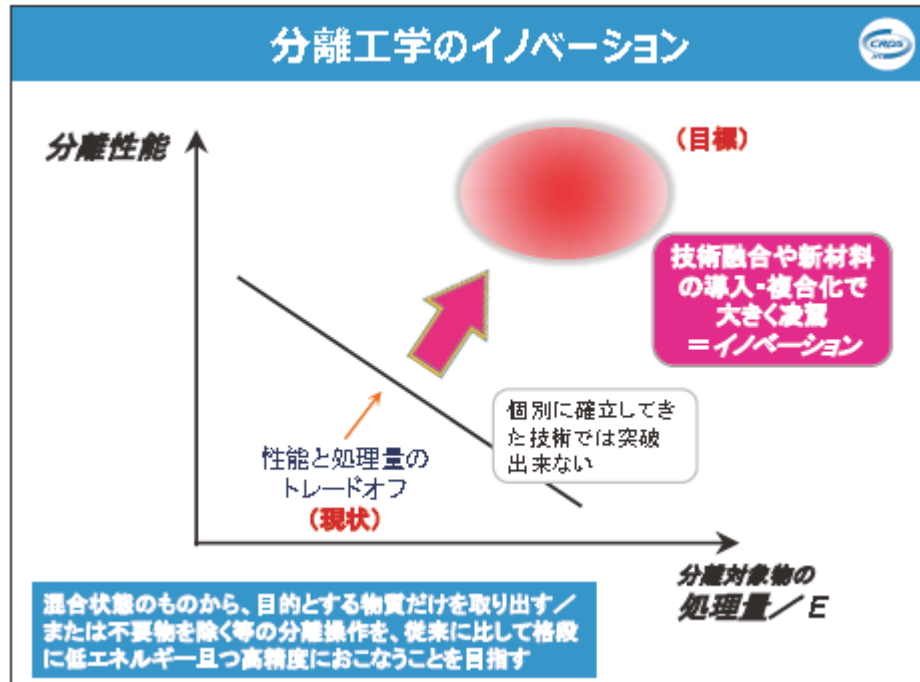 分離工学のイノベーション
CRDS
分離性能
(目標)
技術融合や新材料
の導入・複合化で
大きく凌駕
＝イノベーション
個別に確立してき
た技術では突破
出来ない
性能と処理量の
トレードオフ
(現状)
分離対象物の
処理量／E
混合状態のものから、目的とする物質だけを取り出す／
または不要物を除く等の分離操作を、従来に比して格段
に低エネルギー且つ高精度におこなうことを目指す